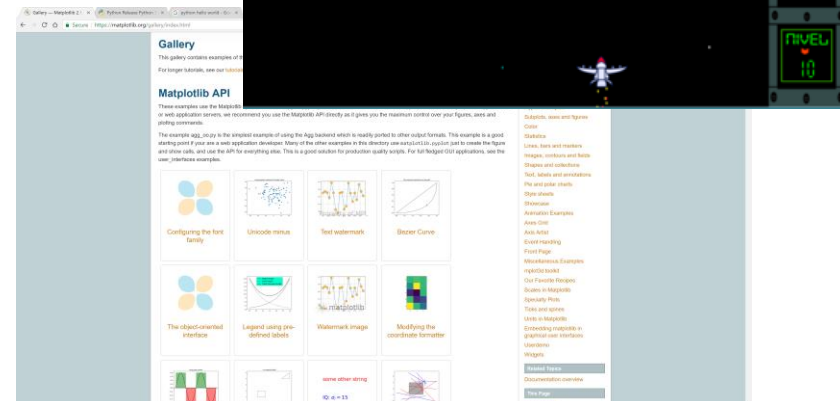 Gallery — Matplotlib 2.
Python Release Python
python hello world - Go
Secure
https://matplotlib.org/gallery/index.html
NIVEL
10
Gallery
This gallery contains examples of th
For longer tutorials, see our tutorials
Matplotlib API
These examples use the Matplotlib
or web application servers, we recommend you use the Matplotlib API directly as it gives you the maximum control over your figures, axes and
plotting commands.
The example agg_oo.py is the simplest example of using the Agg backend which is readily ported to other output formats. This example is a good
starting point if your are a web application developer. Many of the other examples in this directory use matplotlib.pyplot just to create the figure
and show calls, and use the API for everything else. This is a good solution for production quality scripts. For full fledged GUI applications, see the
user_interfaces examples.
Configuring the font
family
Unicode minus
Text watermark
Bezier Curve
The object-oriented
interface
Legend using pre-
defined labels
matplotlib
Watermark image
Modifying the
coordinate formatter
some other string
IQ: σᵢ = 15
Subplots, axes and figures
Color
Statistics
Lines, bars and markers
Images, contours and fields
Shapes and collections
Text, labels and annotations
Pie and polar charts
Style sheets
Showcase
Animation Examples
Axes Grid
Axis Artist
Event Handling
Front Page
Miscellaneous Examples
mplot3d toolkit
Our Favorite Recipes
Scales in Matplotlib
Specialty Plots
Ticks and spines
Units in Matplotlib
Embedding matplotlib in
graphical user interfaces
Userdemo
Widgets
Related Topics
Documentation overview
This Page